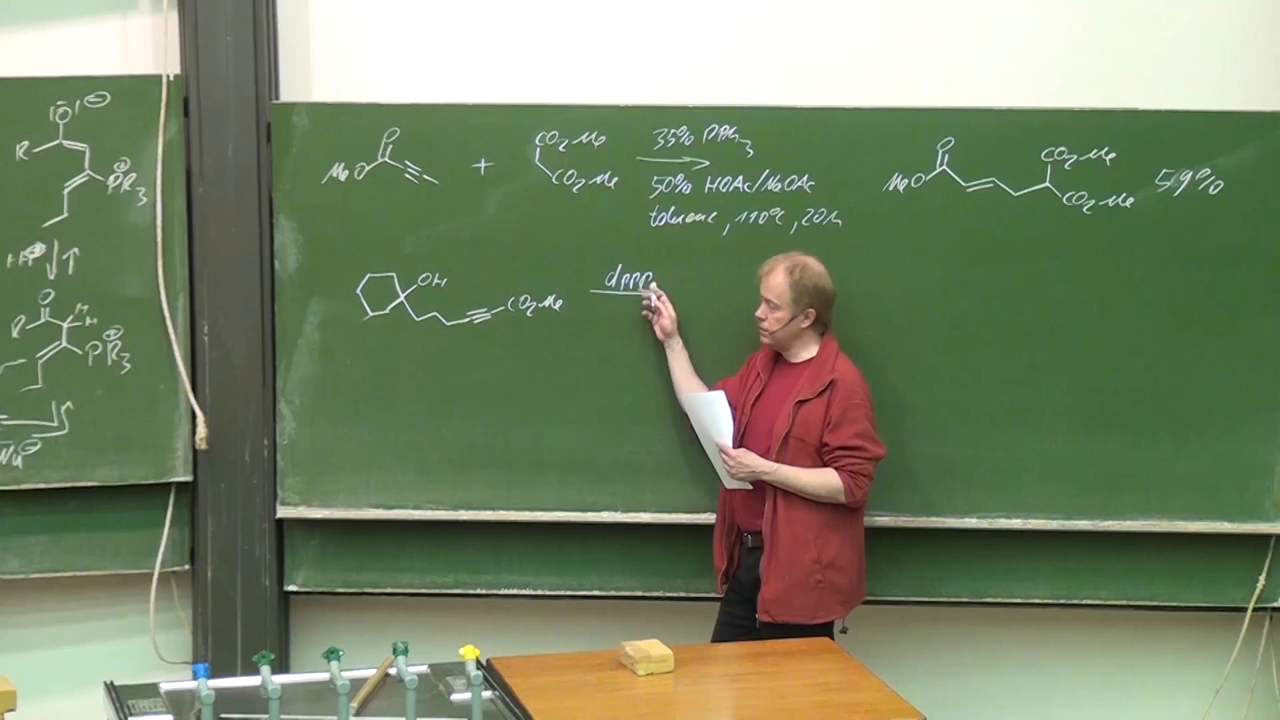 |O|⊖
R
⊕
PR3
H⊕
O
R
H
H
⊕
PR3
Nu⊖
O
MeO
+
CO2Me
CO2Me
35% PPh3
50% HOAc/NaOAc
toluene, 110°C, 20h
O
MeO
CO2Me
CO2Me
59%
OH
CO2Me
dppp